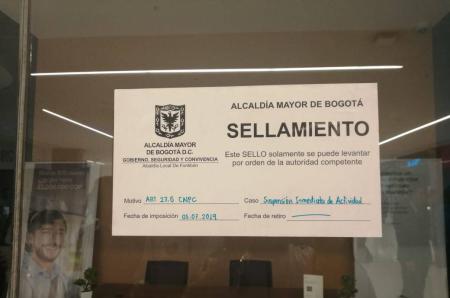 ALCALDÍA MAYOR
DE BOGOTÁ D.C.
GOBIERNO, SEGURIDAD Y CONVIVENCIA
Alcaldía Local De Fontibón
ALCALDÍA MAYOR DE BOGOTÁ
SELLAMIENTO
Este SELLO solamente se puede levantar
por orden de la autoridad competente
Motivo ART 27.6 CNPC
Caso Suspensión Inmediata de Actividad
Fecha de imposición 05.07.2019
Fecha de retiro